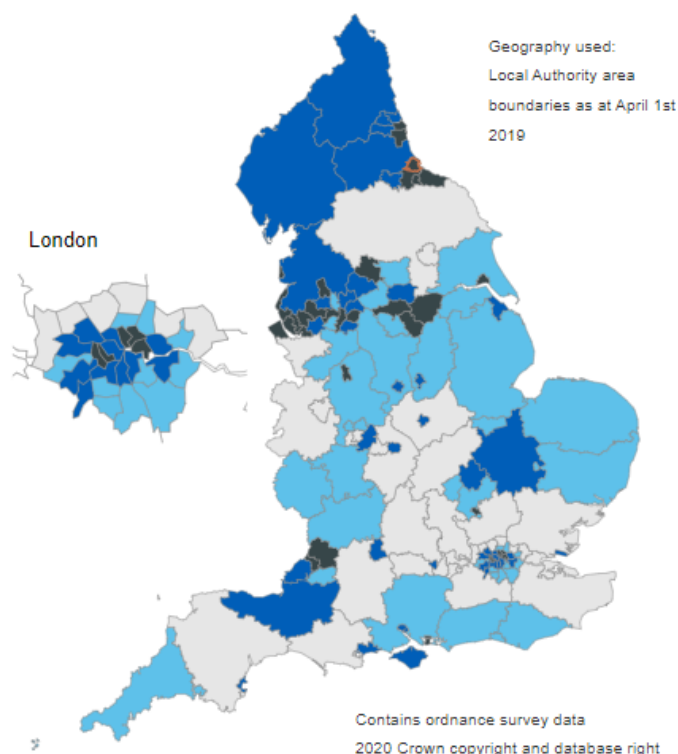 Geography used:
Local Authority area
boundaries as at April 1st
2019
London
Contains ordnance survey data
2020 Crown copyright and database right